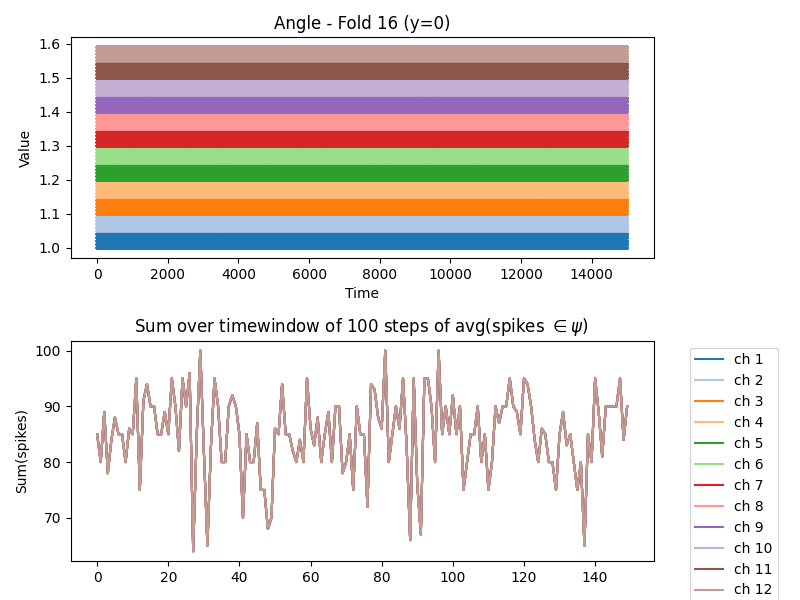 Angle - Fold 16 (y=0)
1.6
1.5
1.4
1.3
1.2
1.1
1.0
Value
0 2000 4000 6000 8000 10000 12000 14000
Time
Sum over timewindow of 100 steps of avg(spikes ∈ψ)
100
90
80
70
Sum(spikes)
0 20 40 60 80 100 120 140
ch 1
ch 2
ch 3
ch 4
ch 5
ch 6
ch 7
ch 8
ch 9
ch 10
ch 11
ch 12